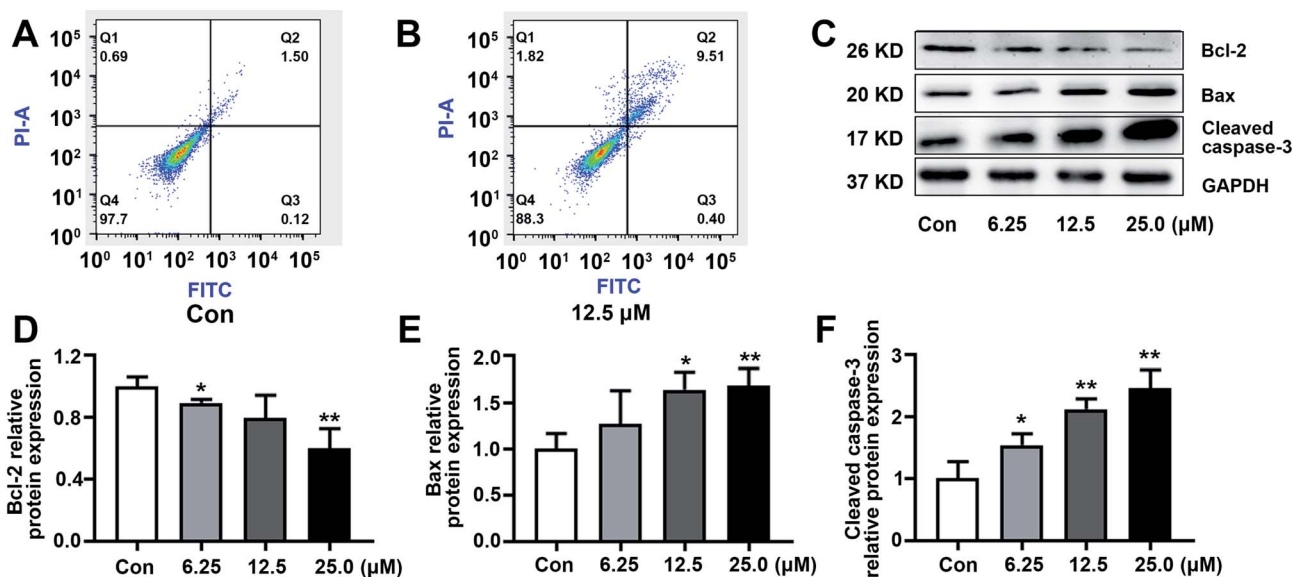 A
PI-A
10⁵
10⁴
10³
10²
10¹
10⁰
Q1
0.69
Q2
1.50
Q4
97.7
Q3
0.12
10⁰ 10¹ 10² 10³ 10⁴ 10⁵
FITC
Con
B
PI-A
10⁵
10⁴
10³
10²
10¹
10⁰
Q1
1.82
Q2
9.51
Q4
88.3
Q3
0.40
10⁰ 10¹ 10² 10³ 10⁴ 10⁵
FITC
12.5 μM
C
26 KD Bcl-2
20 KD Bax
17 KD Cleaved
caspase-3
37 KD GAPDH
Con 6.25 12.5 25.0 (μM)
D
Bcl-2 relative
protein expression
1.2
0.8
0.4
0.0
*
**
Con 6.25 12.5 25.0 (μM)
E
Bax relative
protein expression
2.0
1.5
1.0
0.5
0.0
*
**
Con 6.25 12.5 25.0 (μM)
F
Cleaved caspase-3
relative protein expression
3
2
1
0
*
**
**
Con 6.25 12.5 25.0 (μM)